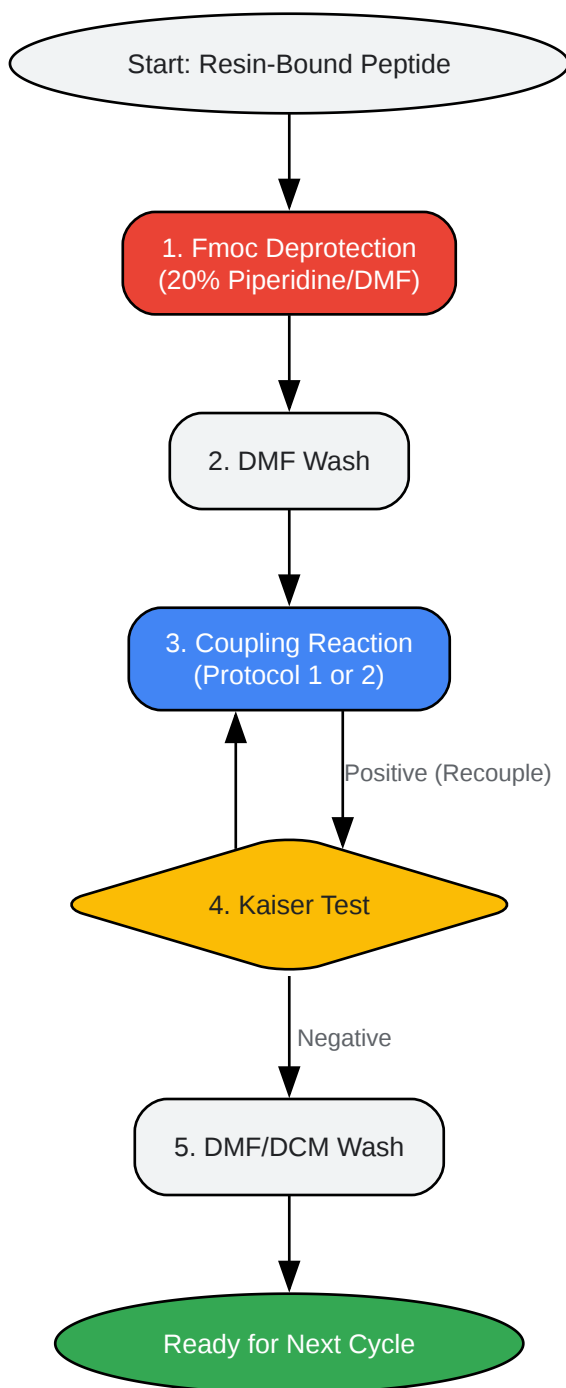 Start: Resin-Bound Peptide
1. Fmoc Deprotection
(20% Piperidine/DMF)
2. DMF Wash
3. Coupling Reaction
(Protocol 1 or 2)
Positive (Recouple)
4. Kaiser Test
Negative
5. DMF/DCM Wash
Ready for Next Cycle